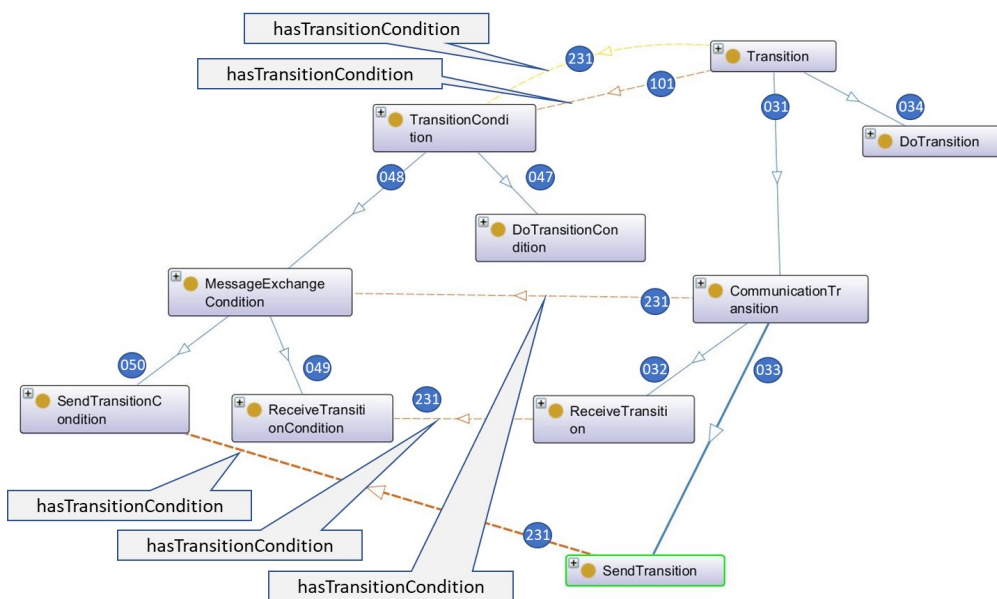 hasTransitionCondition
hasTransitionCondition
231
101
Transition
031
034
TransitionCondi
tion
DoTransition
048
047
DoTransitionCon
dition
MessageExchange
Condition
231
CommunicationTr
ansition
050
049
032
033
SendTransitionC
ondition
ReceiveTransiti
onCondition
231
ReceiveTransiti
on
hasTransitionCondition
hasTransitionCondition
231
SendTransition
hasTransitionCondition